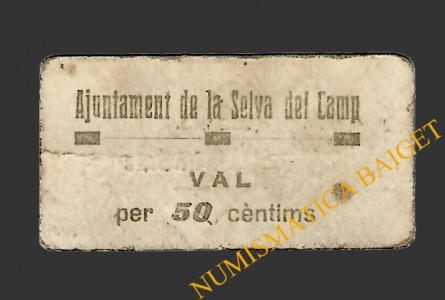 Ajuntament de la Selva del Camp
VAL
per 50 cèntims
NUMISMATICA BAIGET